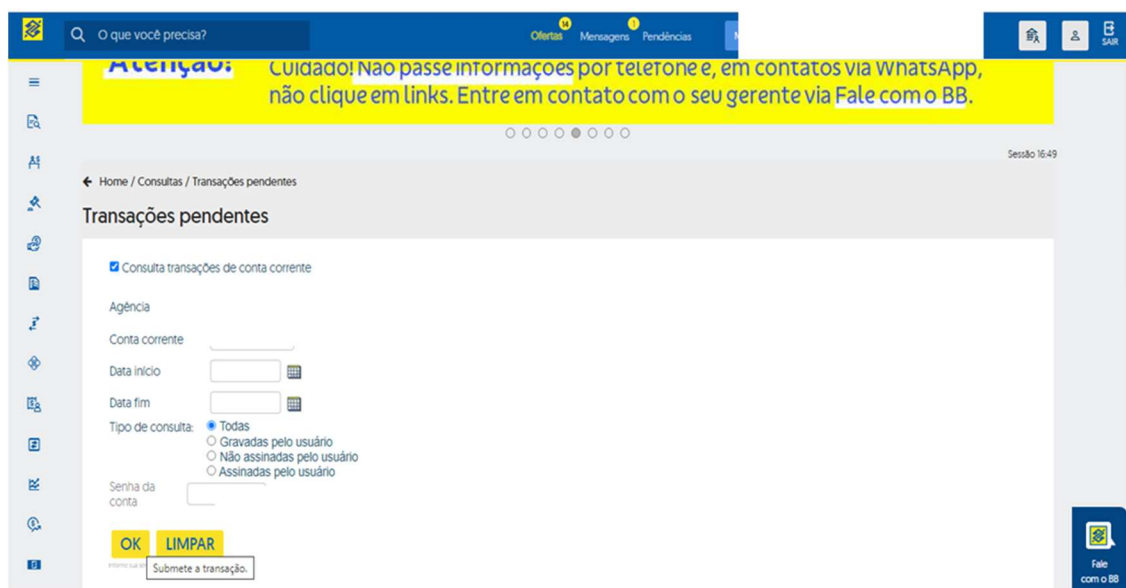 O que você precisa?
14
Ofertas
Mensagens
1
Pendências
SAIR
Atenção!
Cuidado! Não passe informações por telefone e, em contatos via WhatsApp,
não clique em links. Entre em contato com o seu gerente via Fale com o BB.
Sessão 16:49
Home / Consultas / Transações pendentes
Transações pendentes
Consulta transações de conta corrente
Agência
Conta corrente
Data início
Data fim
Tipo de consulta: Todas
Gravadas pelo usuário
Não assinadas pelo usuário
Assinadas pelo usuário
Senha da
conta
OK LIMPAR
Submete a transação.
Fale
com o BB